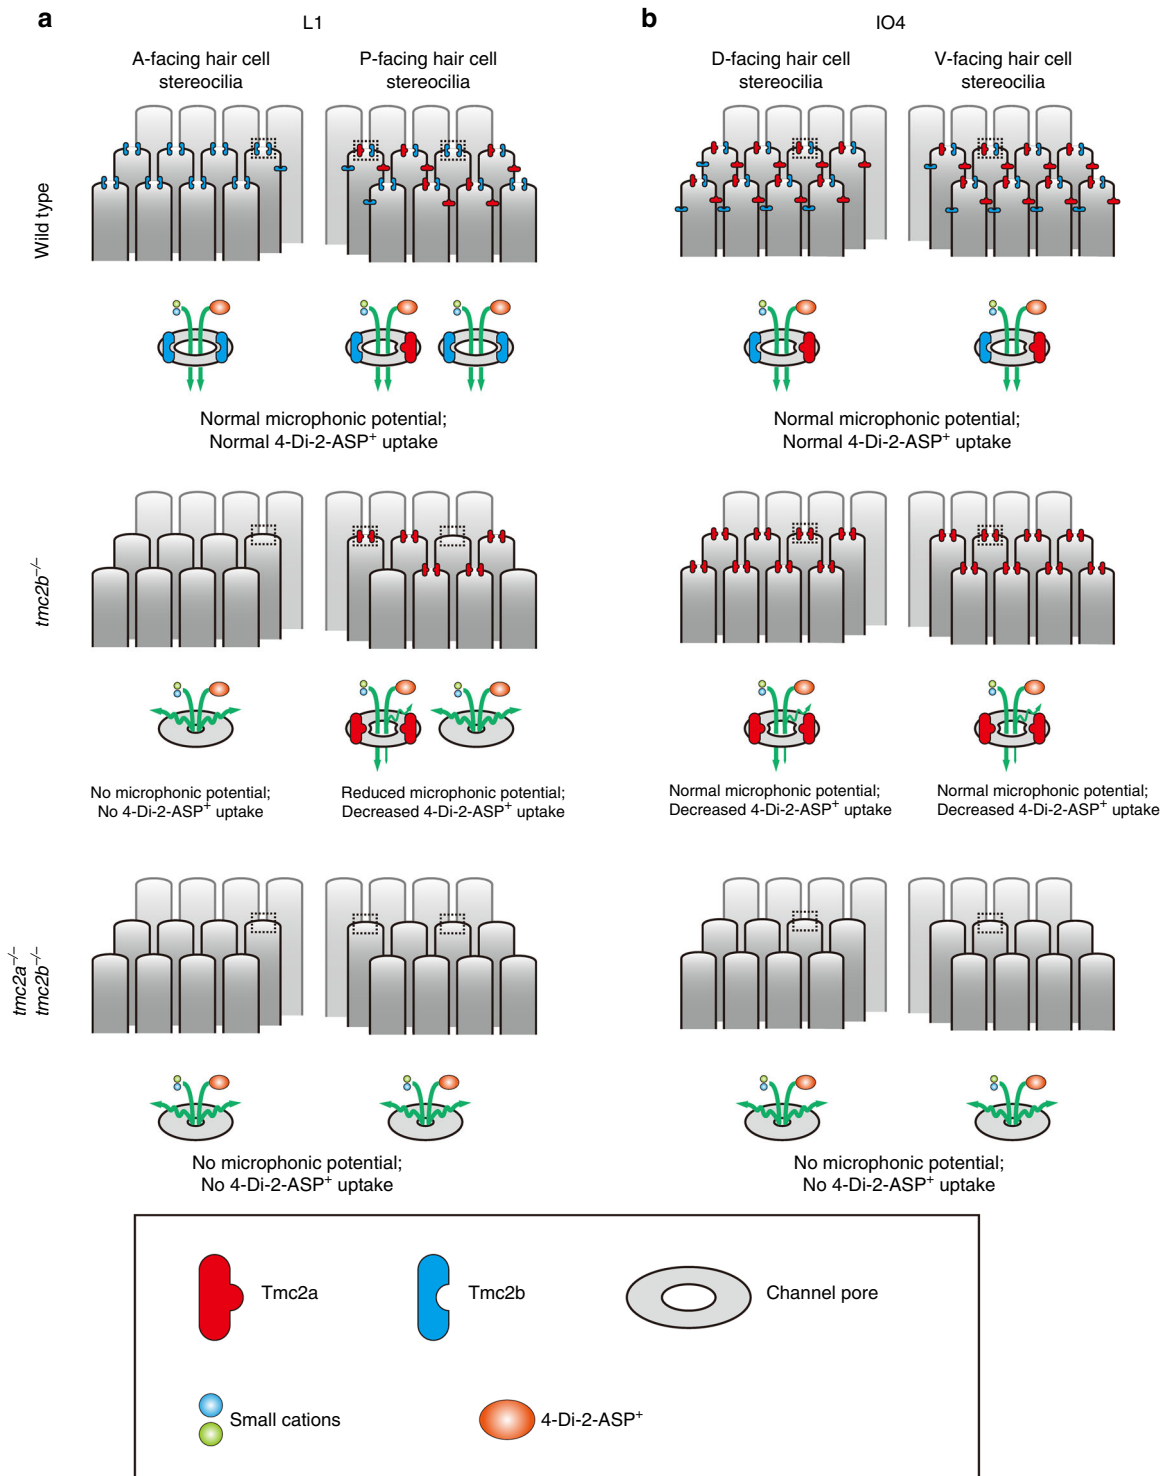 a
L1
A-facing hair cell
stereocilia
P-facing hair cell
stereocilia
b
IO4
D-facing hair cell
stereocilia
V-facing hair cell
stereocilia
Wild type
Normal microphonic potential;
Normal 4-Di-2-ASP⁺ uptake
Normal microphonic potential;
Normal 4-Di-2-ASP⁺ uptake
tmc2b⁻/⁻
No microphonic potential;
No 4-Di-2-ASP⁺ uptake
Reduced microphonic potential;
Decreased 4-Di-2-ASP⁺ uptake
Normal microphonic potential;
Decreased 4-Di-2-ASP⁺ uptake
Normal microphonic potential;
Decreased 4-Di-2-ASP⁺ uptake
tmc2a⁻/⁻
tmc2b⁻/⁻
No microphonic potential;
No 4-Di-2-ASP⁺ uptake
No microphonic potential;
No 4-Di-2-ASP⁺ uptake
Tmc2a
Tmc2b
Channel pore
Small cations
4-Di-2-ASP⁺